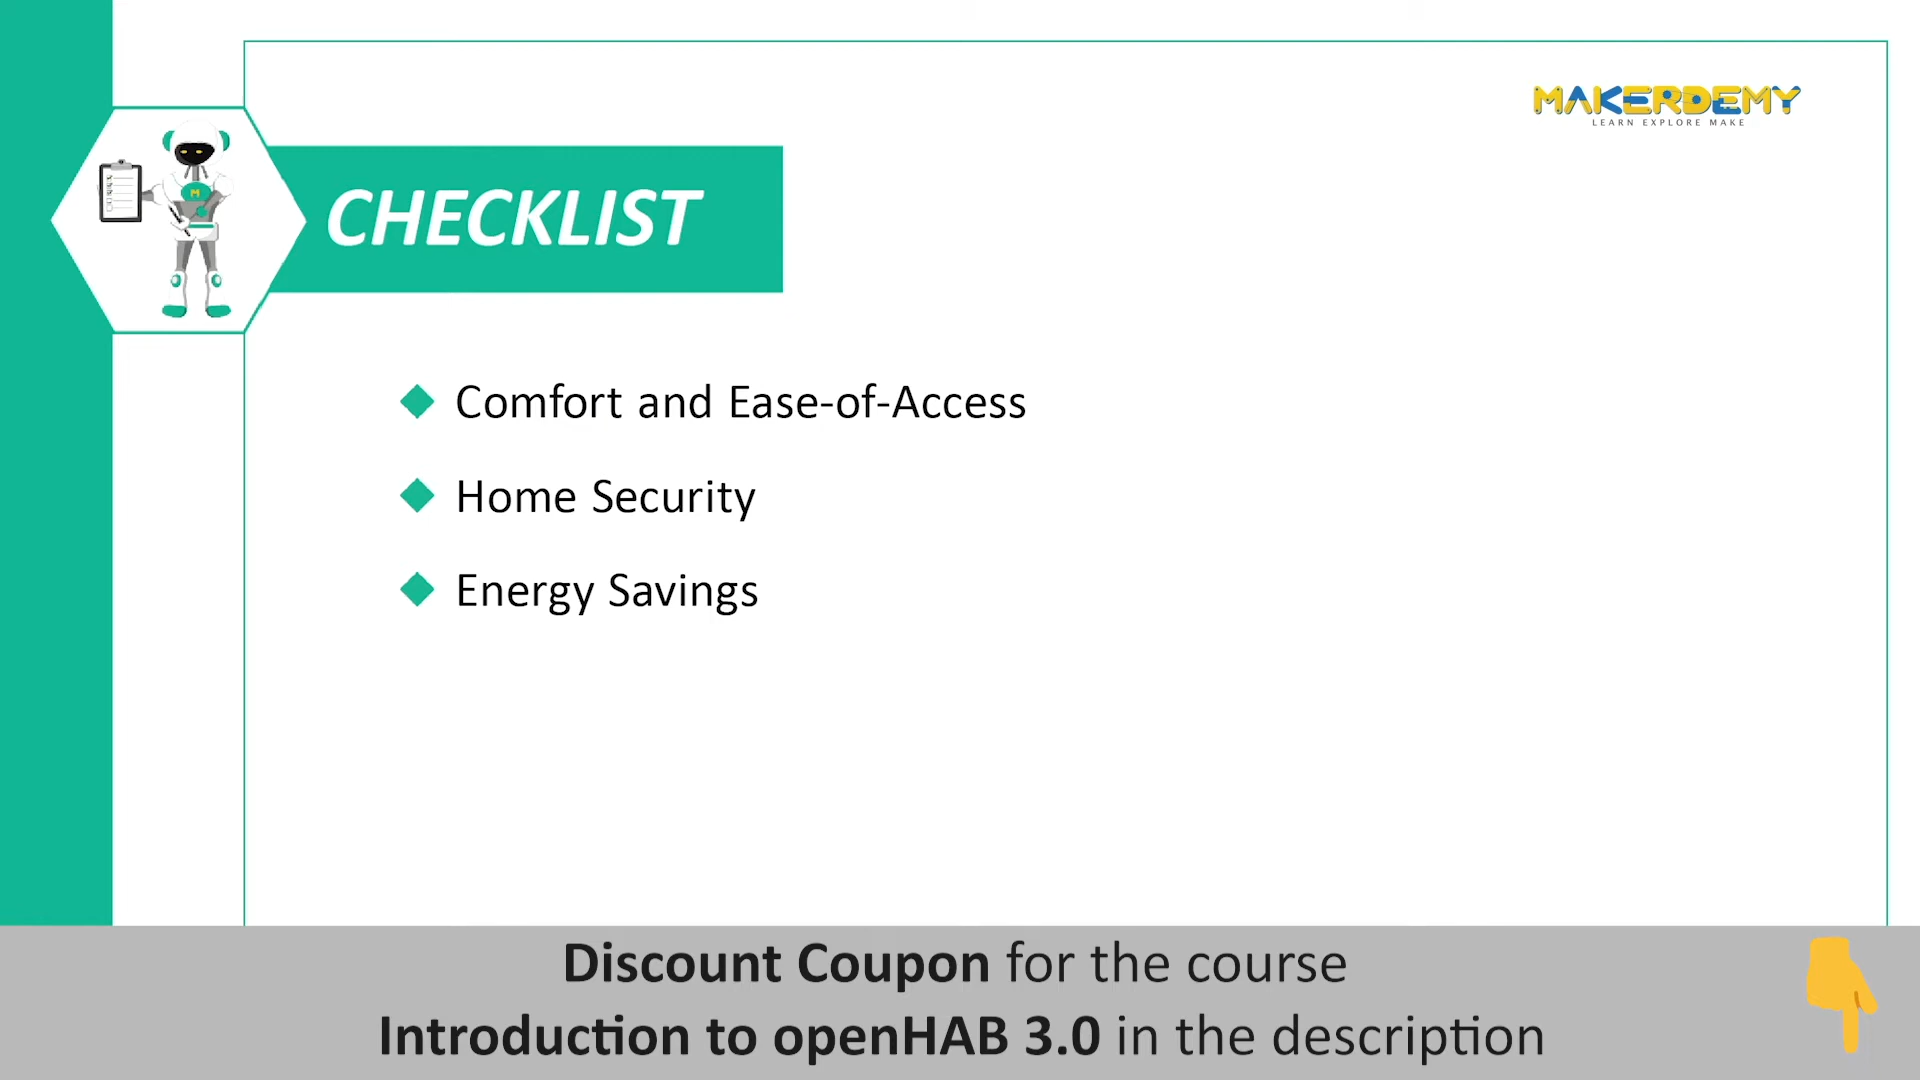 MAKERDEMY
LEARN EXPLORE MAKE
M
CHECKLIST
Comfort and Ease-of-Access
Home Security
Energy Savings
Discount Coupon for the course
Introduction to openHAB 3.0 in the description